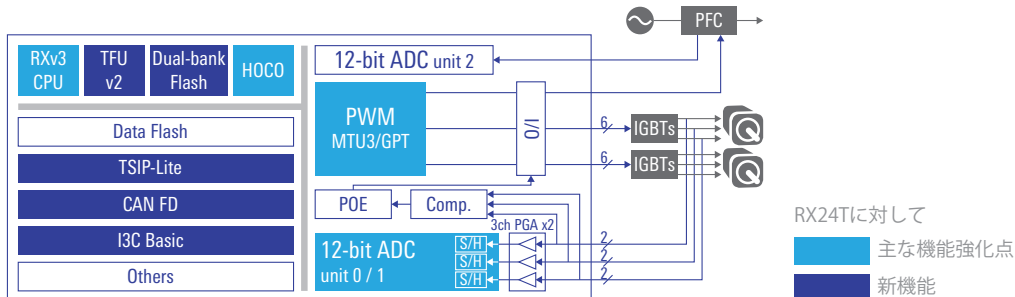 PFC
RXv3
CPU
TFU
v2
Dual-bank
Flash
HOCO
12-bit ADC unit 2
Data Flash
PWM
MTU3/GPT
I/O
6
IGBTs
6
IGBTs
TSIP-Lite
CAN FD
POE
Comp.
3ch PGA x2
I3C Basic
12-bit ADC
unit 0 / 1
S/H
S/H
S/H
2
2
2
Others
RX24Tに対して
主な機能強化点
新機能